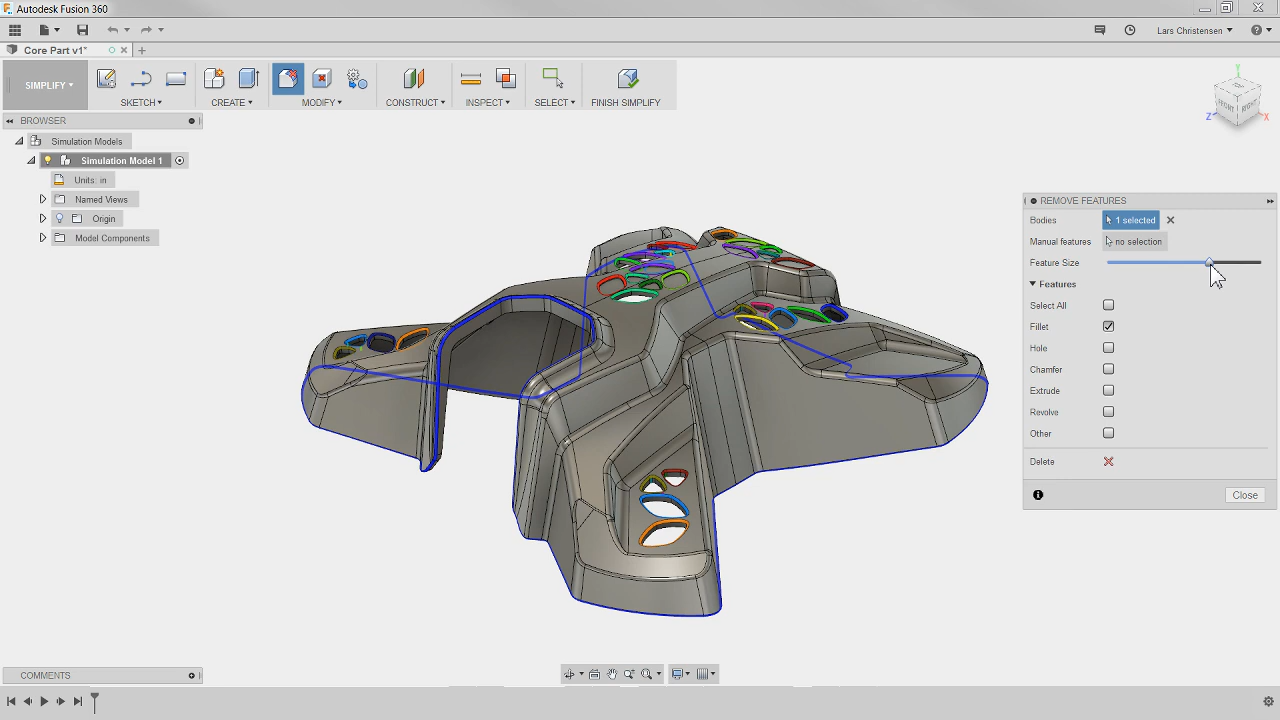 Autodesk Fusion 360
Lars Christensen
Core Part v1*
SIMPLIFY
SKETCH
CREATE
MODIFY
CONSTRUCT
INSPECT
SELECT
FINISH SIMPLIFY
BROWSER
Simulation Models
Simulation Model 1
Units: in
Named Views
Origin
Model Components
Y
FRONT RIGHT
Z X
REMOVE FEATURES
Bodies 1 selected
Manual features no selection
Feature Size
Features
Select All
Fillet
Hole
Chamfer
Extrude
Revolve
Other
Delete
Close
COMMENTS